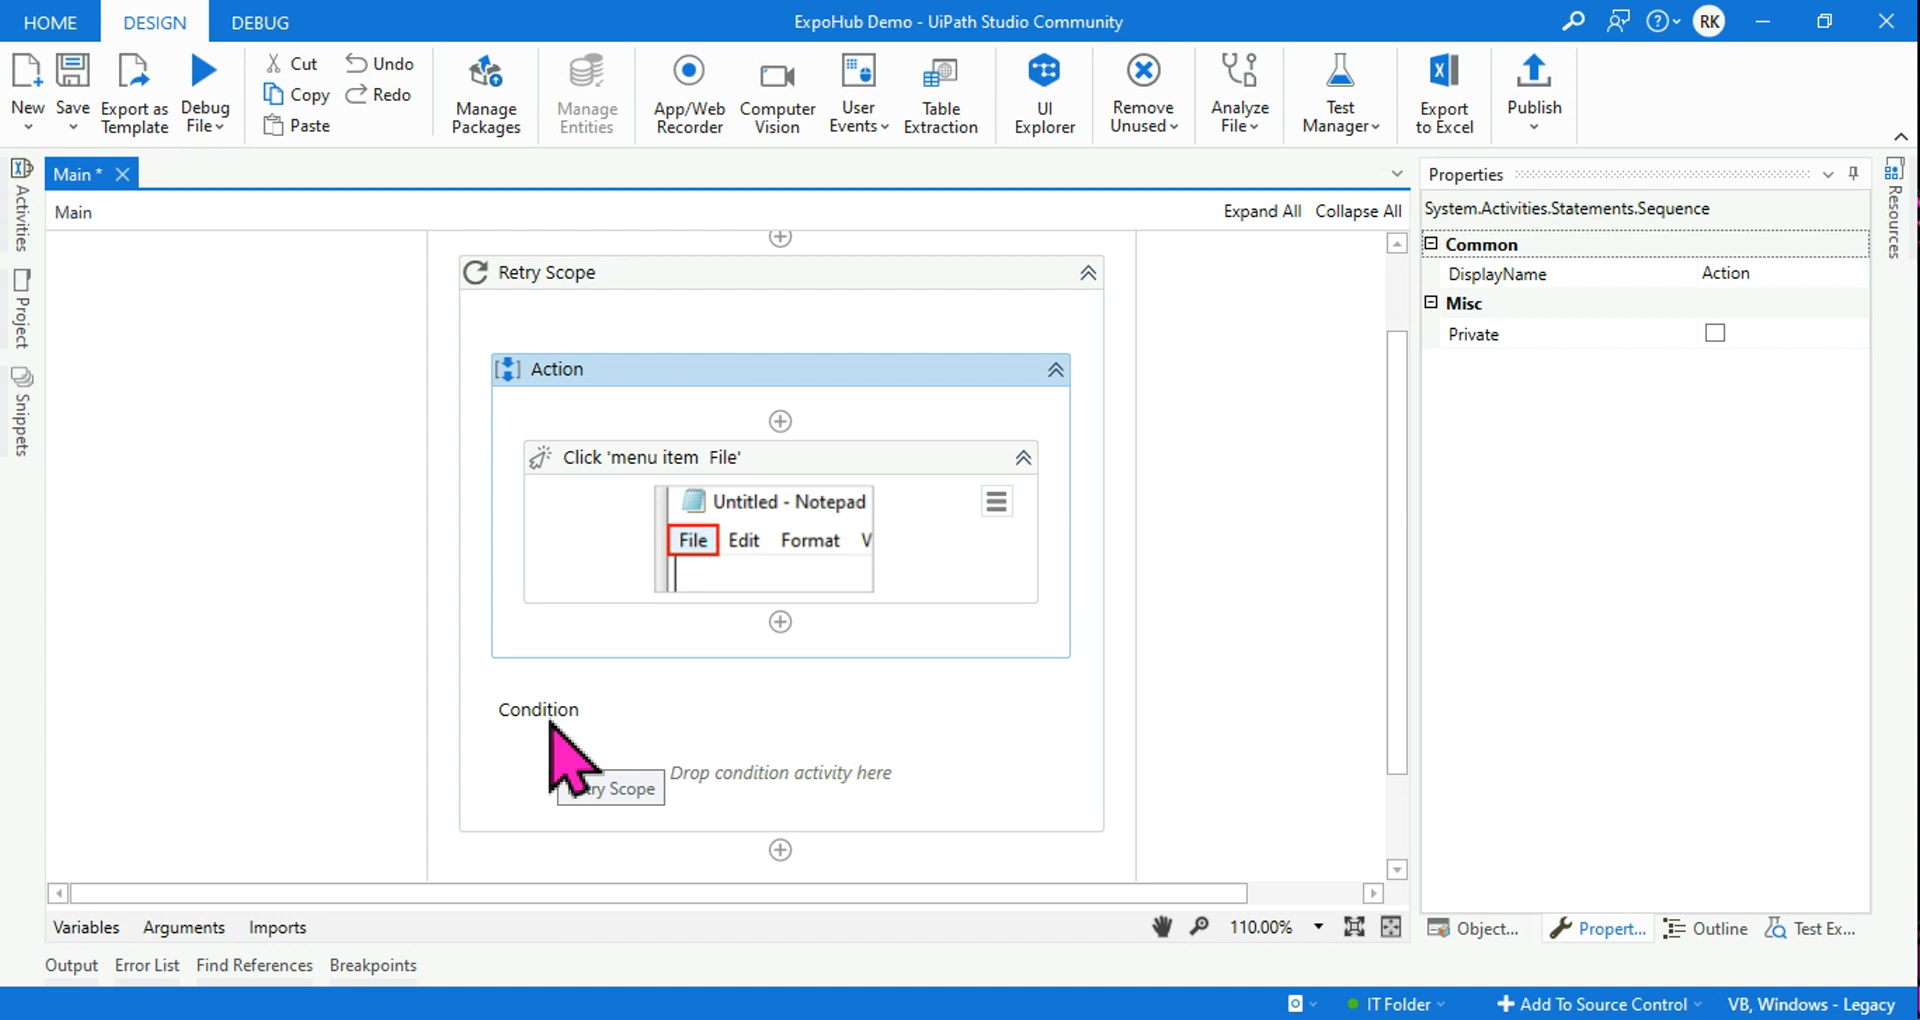 HOME DESIGN DEBUG ExpoHub Demo - UiPath Studio Community RK
New Save Export as Template Debug File Cut Copy Paste Undo Redo Manage Packages Manage Entities App/Web Recorder Computer Vision User Events Table Extraction UI Explorer Remove Unused Analyze File Test Manager Export to Excel Publish
Activities
Project
Snippets
Main *
Main Expand All Collapse All
Retry Scope
Action
Click 'menu item File'
Untitled - Notepad
File Edit Format V
Condition
Drop condition activity here
ry Scope
Properties
System.Activities.Statements.Sequence
Common
DisplayName Action
Misc
Private
Resources
Variables Arguments Imports 110.00% Object... Propert... Outline Test Ex...
Output Error List Find References Breakpoints
IT Folder Add To Source Control VB, Windows - Legacy